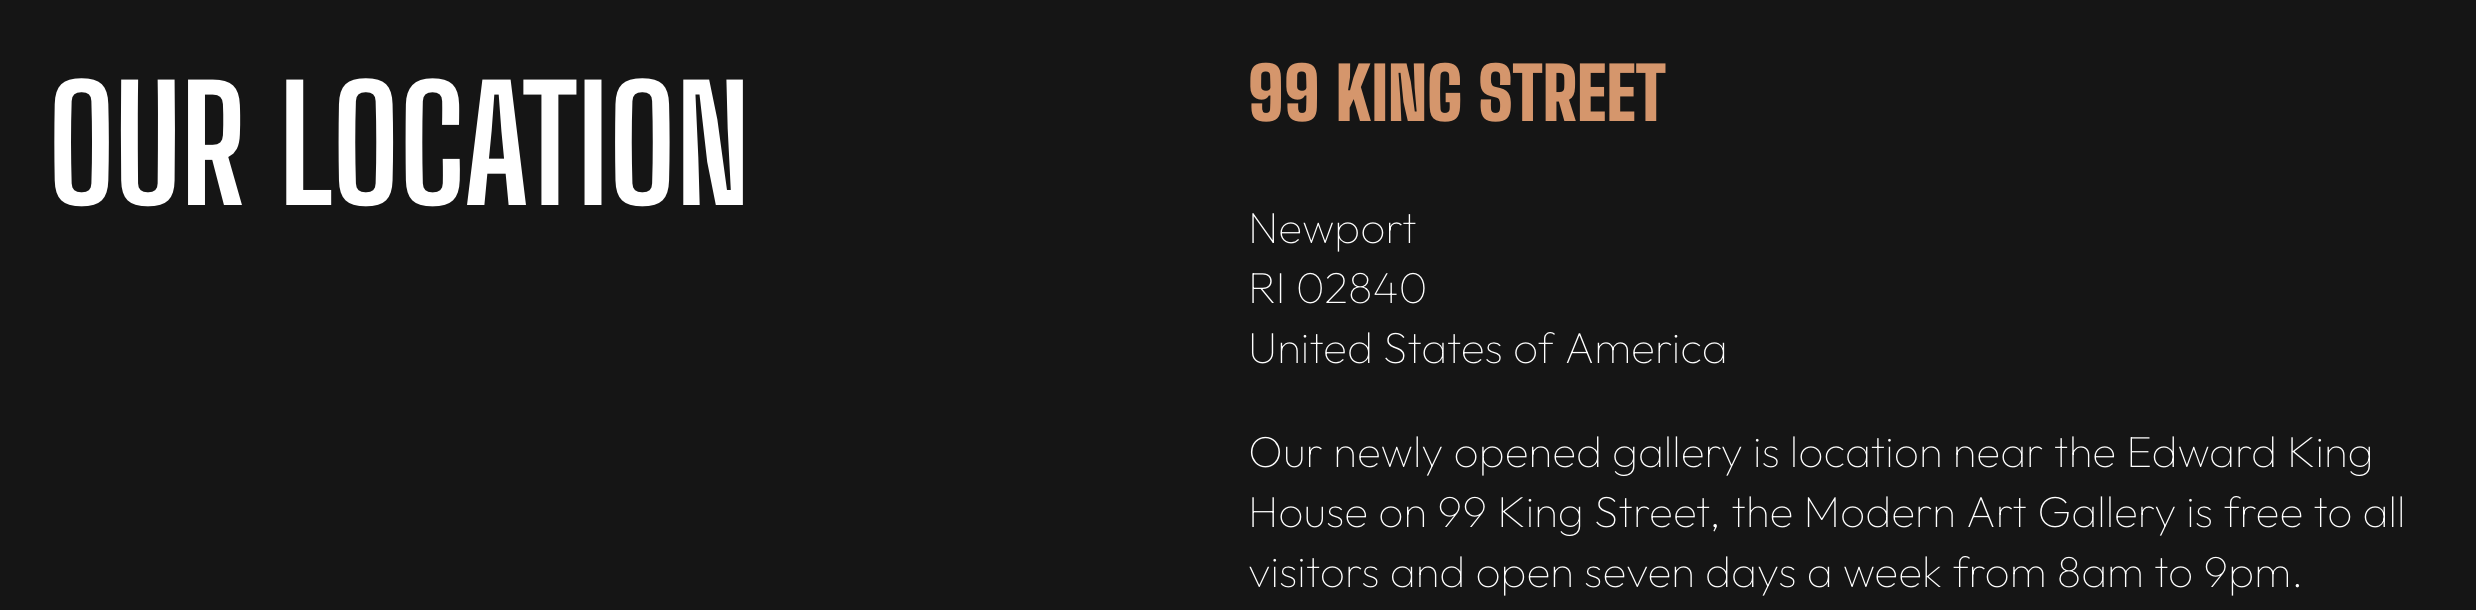 OUR LOCATION
99 KING STREET
Newport
RI 02840
United States of America
Our newly opened gallery is location near the Edward King
House on 99 King Street, the Modern Art Gallery is free to all
visitors and open seven days a week from 8am to 9pm.